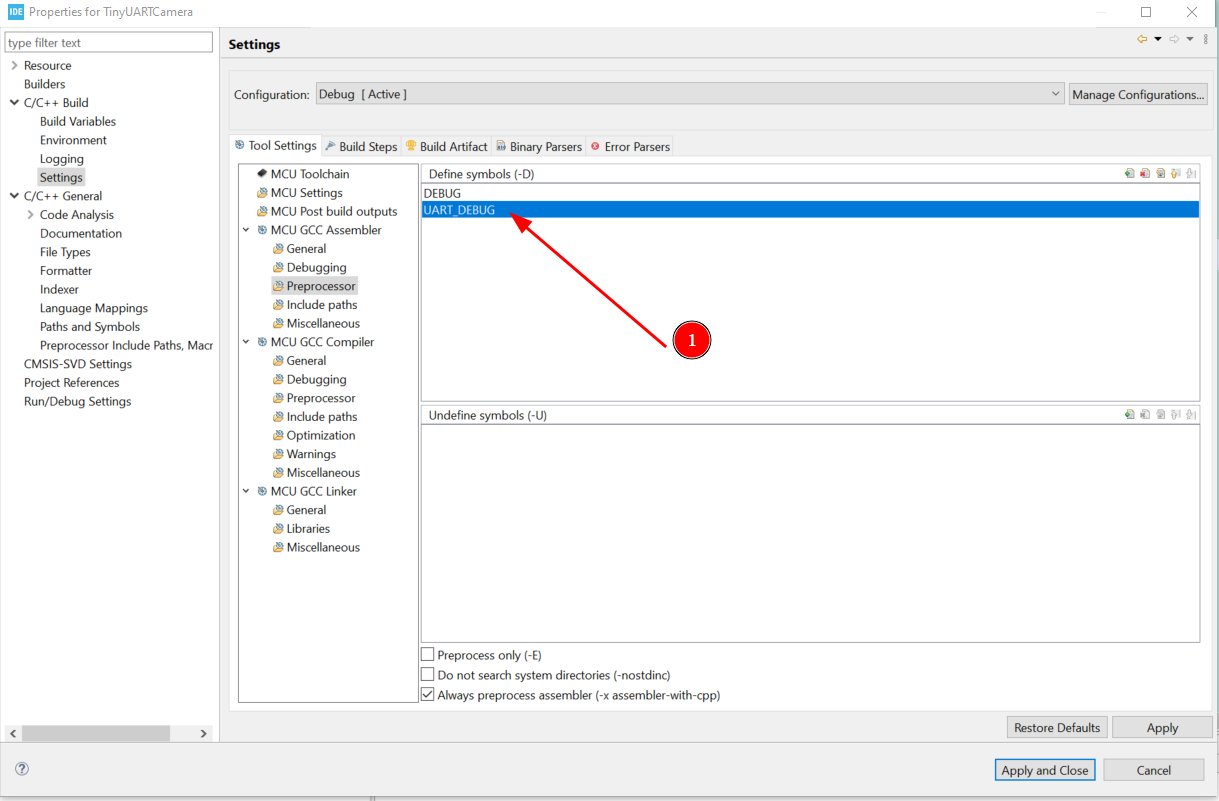 IDE Properties for TinyUARTCamera
type filter text
Resource
Builders
C/C++ Build
Build Variables
Environment
Logging
Settings
C/C++ General
Code Analysis
Documentation
File Types
Formatter
Indexer
Language Mappings
Paths and Symbols
Preprocessor Include Paths, Macr
CMSIS-SVD Settings
Project References
Run/Debug Settings
Settings
Configuration: Debug [ Active ] Manage Configurations...
Tool Settings Build Steps Build Artifact Binary Parsers Error Parsers
MCU Toolchain
MCU Settings
MCU Post build outputs
MCU GCC Assembler
General
Debugging
Preprocessor
Include paths
Miscellaneous
MCU GCC Compiler
General
Debugging
Preprocessor
Include paths
Optimization
Warnings
Miscellaneous
MCU GCC Linker
General
Libraries
Miscellaneous
Define symbols (-D)
DEBUG
UART_DEBUG
1
Undefine symbols (-U)
Preprocess only (-E)
Do not search system directories (-nostdinc)
Always preprocess assembler (-x assembler-with-cpp)
Restore Defaults Apply
? Apply and Close Cancel